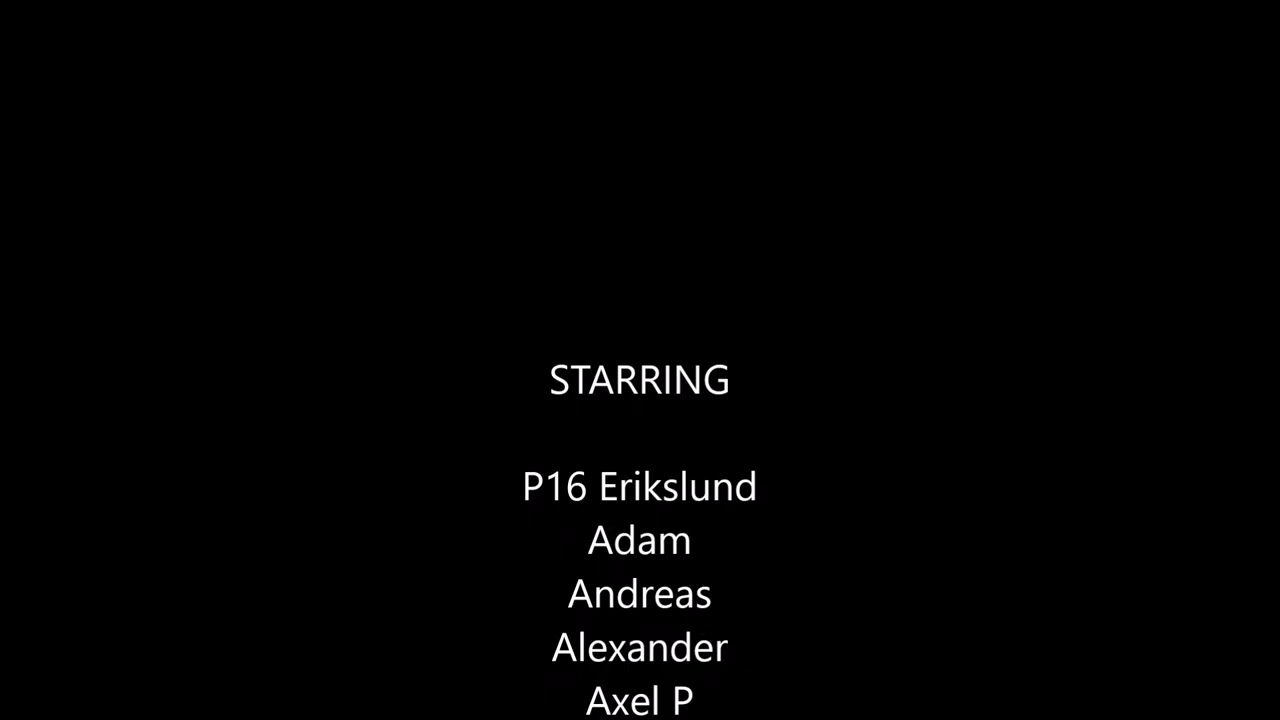 STARRING
P16 Erikslund
Adam
Andreas
Alexander
Axel P